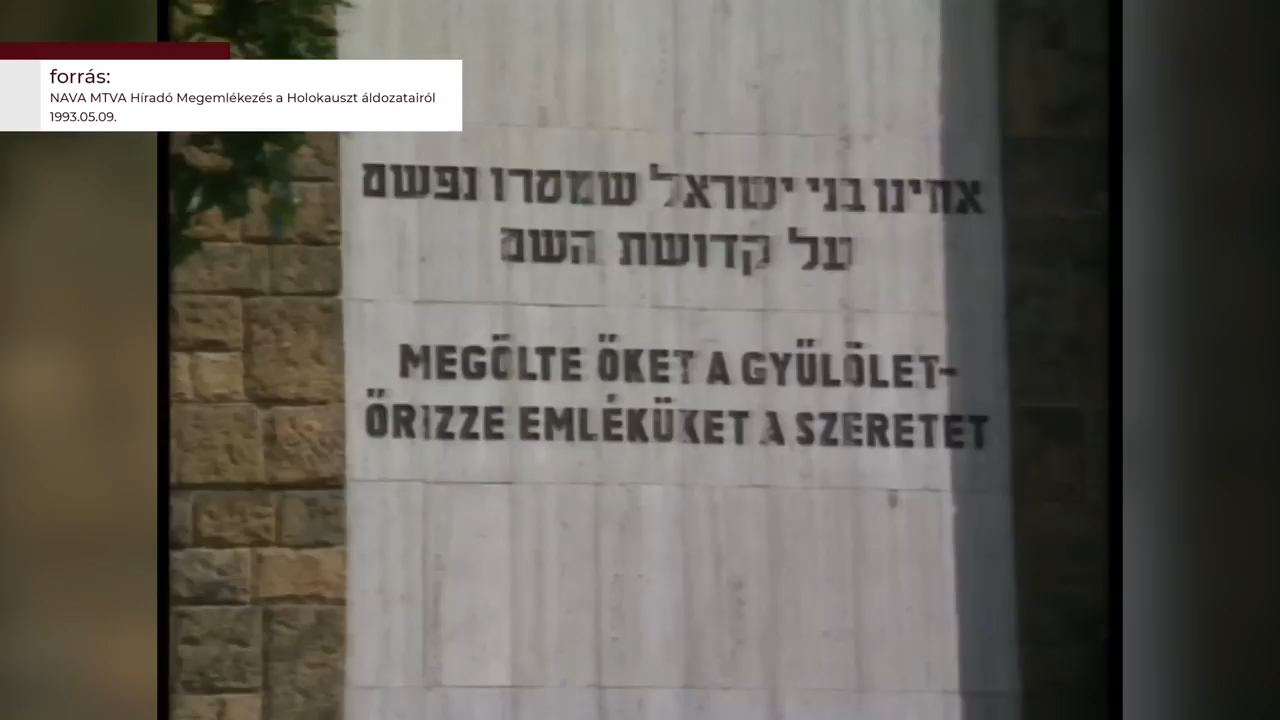 forrás:
NAVA MTVA Híradó Megemlékezés a Holokauszt áldozatairól
1993.05.09.
אחינו בני ישראל שמסרו נפשם
על קדושת השם
MEGÖLTE ŐKET A GYŰLÖLET-
ŐRIZZE EMLÉKÜKET A SZERETET